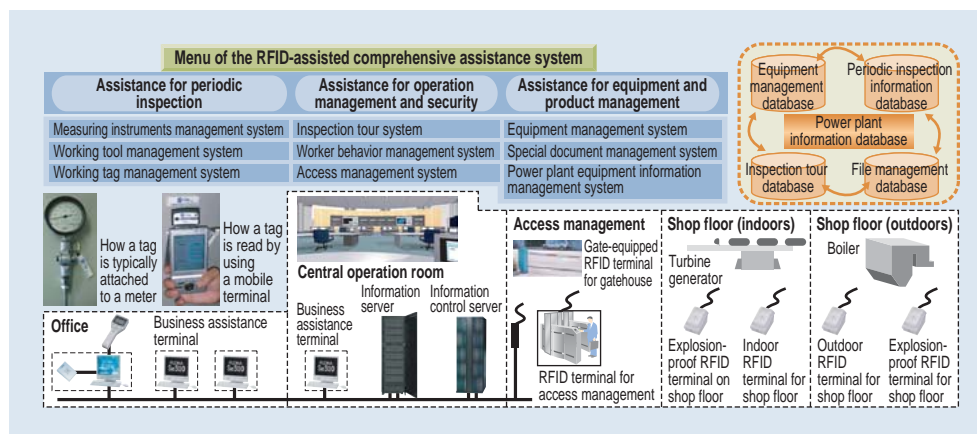 Menu of the RFID-assisted comprehensive assistance system
Assistance for periodic
inspection
Assistance for operation
management and security
Assistance for equipment and
product management
Measuring instruments management system
Working tool management system
Working tag management system
Inspection tour system
Worker behavior management system
Access management system
Equipment management system
Special document management system
Power plant equipment information
management system
Equipment
management
database
Periodic inspection
information
database
Power plant
information database
Inspection tour
database
File management
database
How a tag
is typically
attached
to a meter
How a tag
is read by
using
a mobile
terminal
Central operation room
Business
assistance
terminal
Information
server
Information
control server
Office
Business assistance
terminal
Access management
Gate-equipped
RFID terminal
for gatehouse
RFID terminal for
access management
Shop floor (indoors)
Turbine
generator
Explosion-
proof RFID
terminal on
shop floor
Indoor
RFID
terminal for
shop floor
Shop floor (outdoors)
Boiler
Outdoor
RFID
terminal for
shop floor
Explosion-
proof RFID
terminal for
shop floor